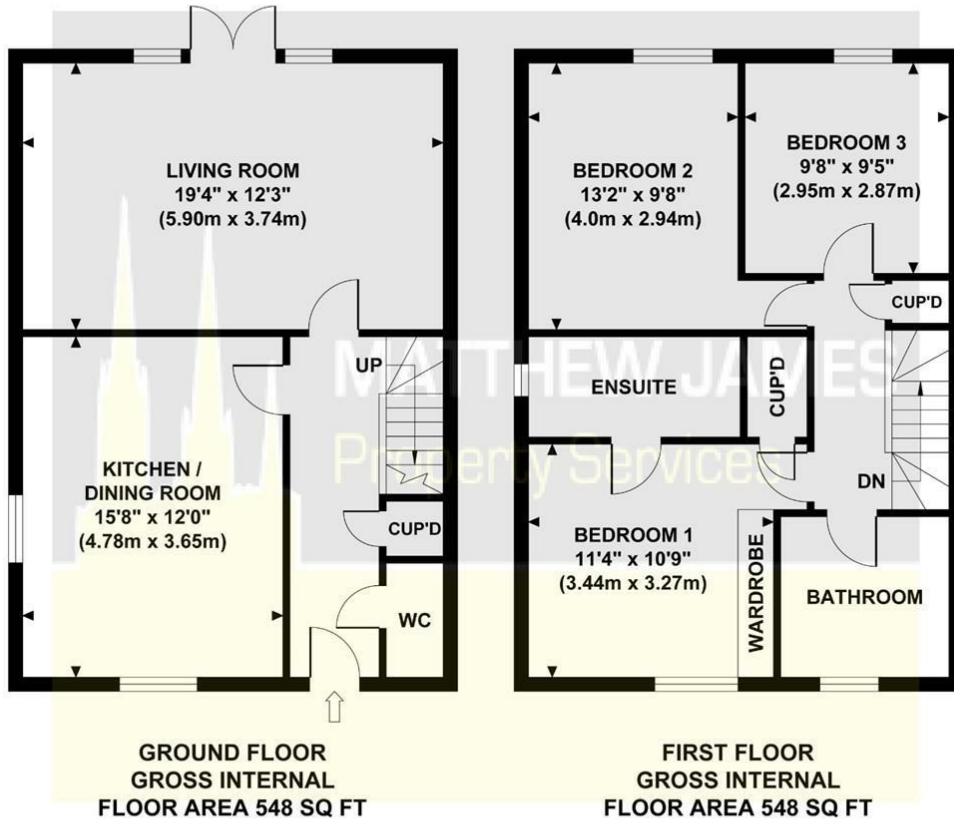 LIVING ROOM
19'4" x 12'3"
(5.90m x 3.74m)
UP
KITCHEN /
DINING ROOM
15'8" x 12'0"
(4.78m x 3.65m)
CUP'D
WC
GROUND FLOOR
GROSS INTERNAL
FLOOR AREA 548 SQ FT
BEDROOM 2
13'2" x 9'8"
(4.0m x 2.94m)
BEDROOM 3
9'8" x 9'5"
(2.95m x 2.87m)
CUP'D
ENSUITE
CUP'D
DN
BEDROOM 1
11'4" x 10'9"
(3.44m x 3.27m)
WARDROBE
BATHROOM
FIRST FLOOR
GROSS INTERNAL
FLOOR AREA 548 SQ FT
MATTHEW JAMES
Property Services